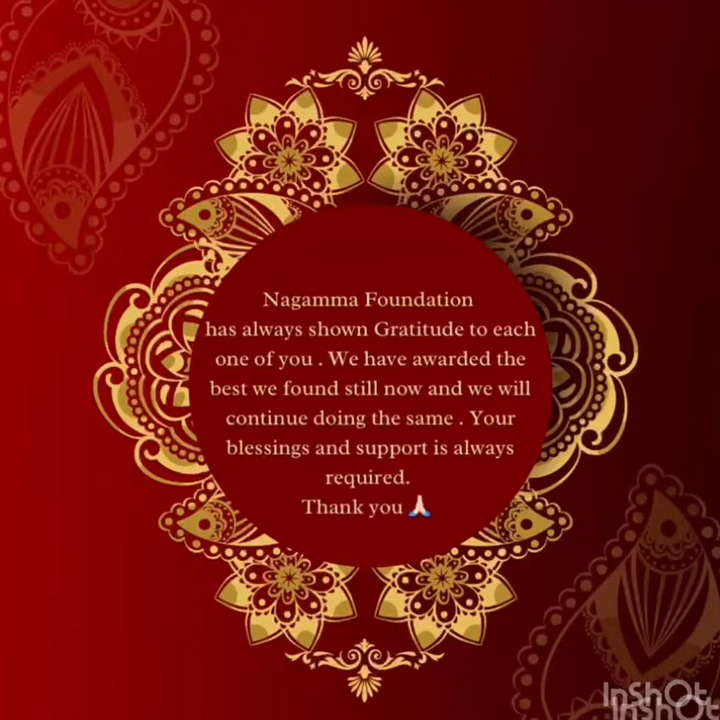 Nagamma Foundation
has always shown Gratitude to each
one of you . We have awarded the
best we found still now and we will
continue doing the same . Your
blessings and support is always
required.
Thank you 🙏🏻
InShOt
InShOt